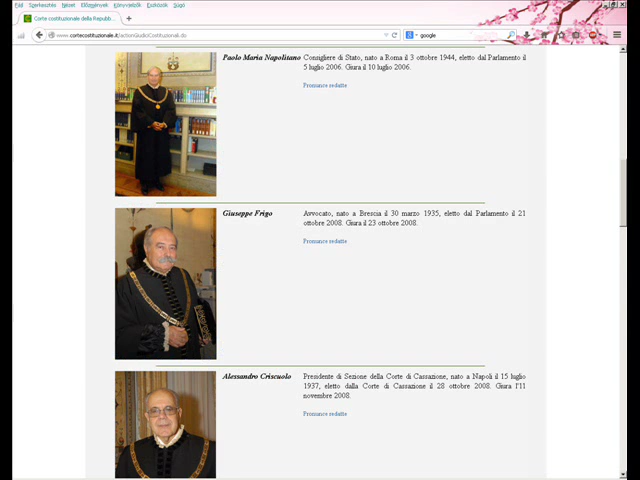 Fájl Szerkesztés Nézet Előzmények Könyvjelzők Eszközök Súgó
Corte costituzionale della Repubb...
www.cortecostituzionale.it/actionGiudiciCostituzionali.do
google
Paolo Maria Napolitano Consigliere di Stato, nato a Roma il 3 ottobre 1944, eletto dal Parlamento il
5 luglio 2006. Giura il 10 luglio 2006.
Pronunce redatte
Giuseppe Frigo Avvocato, nato a Brescia il 30 marzo 1935, eletto dal Parlamento il 21
ottobre 2008. Giura il 23 ottobre 2008.
Pronunce redatte
Alessandro Criscuolo Presidente di Sezione della Corte di Cassazione, nato a Napoli il 15 luglio
1937, eletto dalla Corte di Cassazione il 28 ottobre 2008. Giura l'11
novembre 2008.
Pronunce redatte